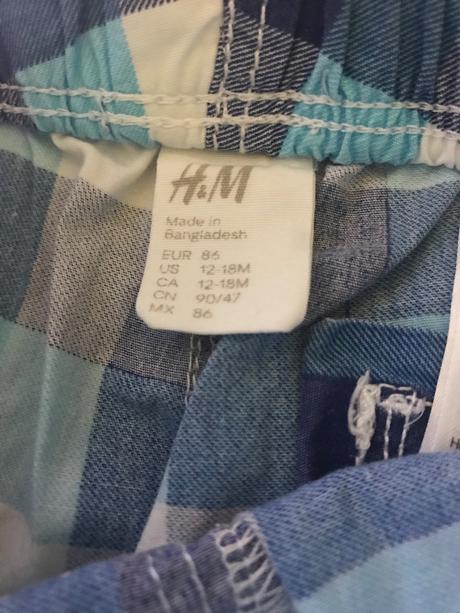 H&M
Made in
Bangladesh
EUR 86
US 12-18M
CA 12-18M
CN 90/47
MX 86